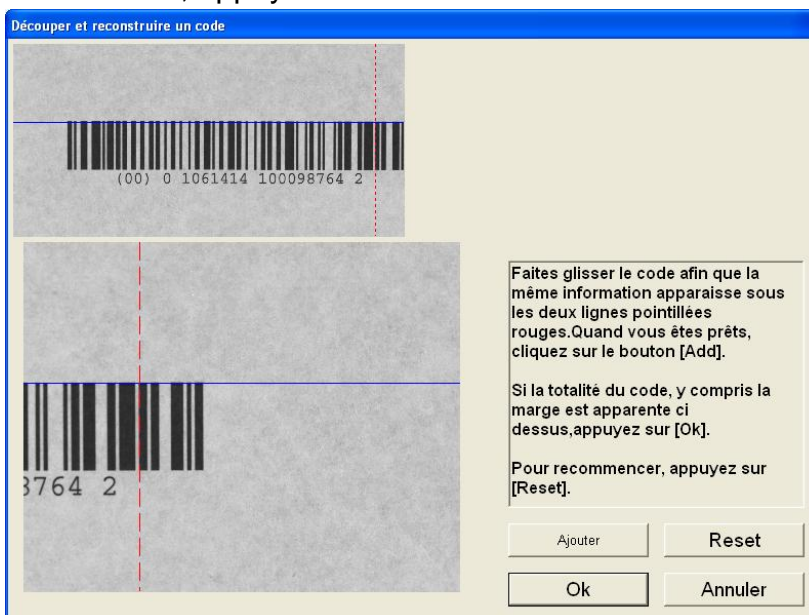 Découper et reconstruire un code
(00) 0 1061414 100098764 2
3764 2
Faites glisser le code afin que la
même information apparaisse sous
les deux lignes pointillées
rouges.Quand vous êtes prêts,
cliquez sur le bouton [Add].
Si la totalité du code, y compris la
marge est apparente ci
dessus,appuyez sur [Ok].
Pour recommencer, appuyez sur
[Reset].
Ajouter
Reset
Ok
Annuler